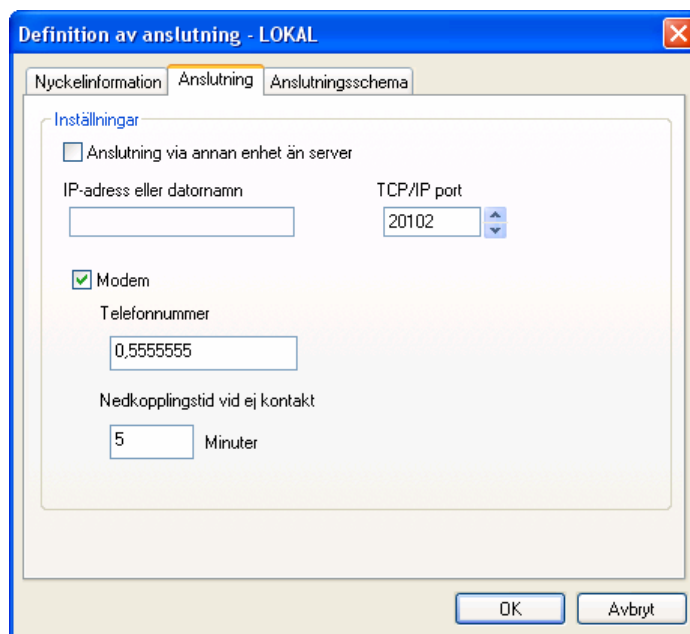 Definition av anslutning - LOKAL
Nyckelinformation Anslutning Anslutningsschema
Inställningar
Anslutning via annan enhet än server
IP-adress eller datornamn TCP/IP port
20102
Modem
Telefonnummer
0,5555555
Nedkopplingstid vid ej kontakt
5 Minuter
OK Avbryt